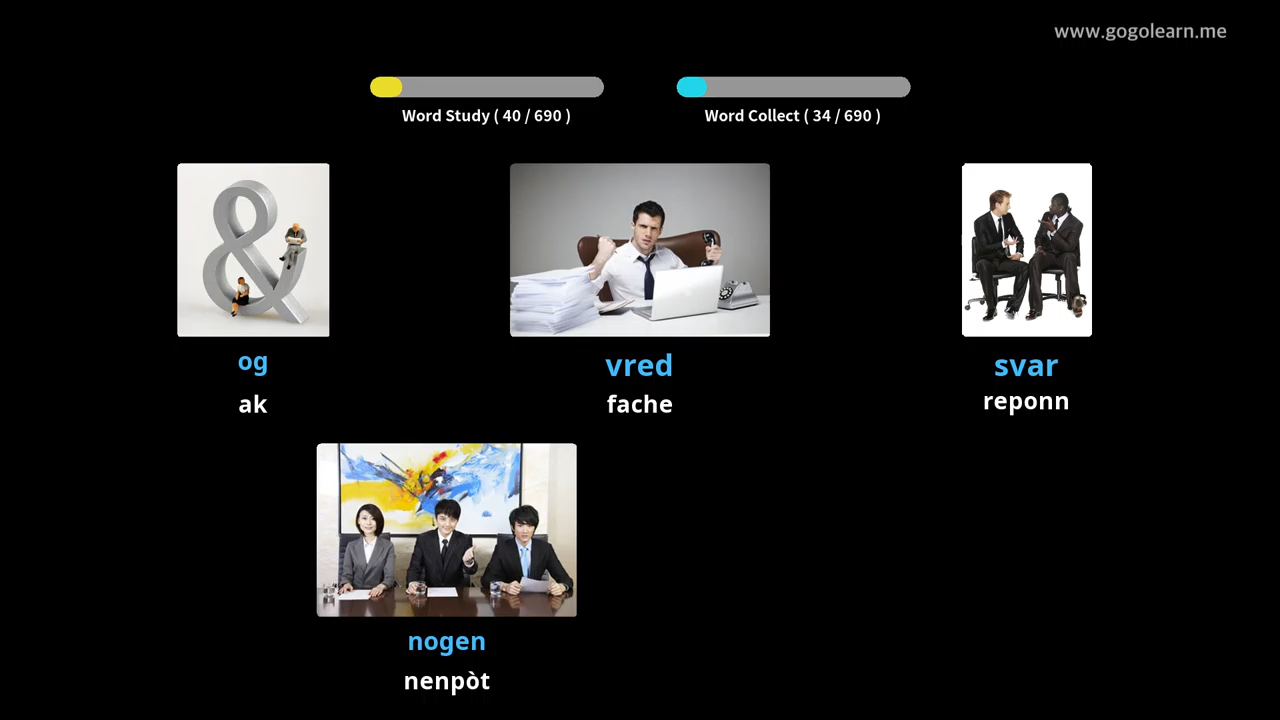 www.gogolearn.me
Word Study ( 40 / 690 )
Word Collect ( 34 / 690 )
&
og
ak
vred
fache
svar
reponn
nogen
nenpòt